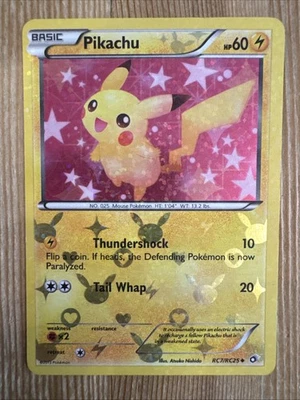 BASIC
Pikachu
HP60
NO. 025 Mouse Pokémon HT: 1'04" WT: 13.2 lbs.
Thundershock 10
Flip a coin. If heads, the Defending Pokémon is now
Paralyzed.
Tail Whap 20
weakness
resistance
×2
retreat
It occasionally uses an electric shock
to recharge a fellow Pikachu that is
in a weakened state.
Illus. Atsuko Nishida
RC7/RC25